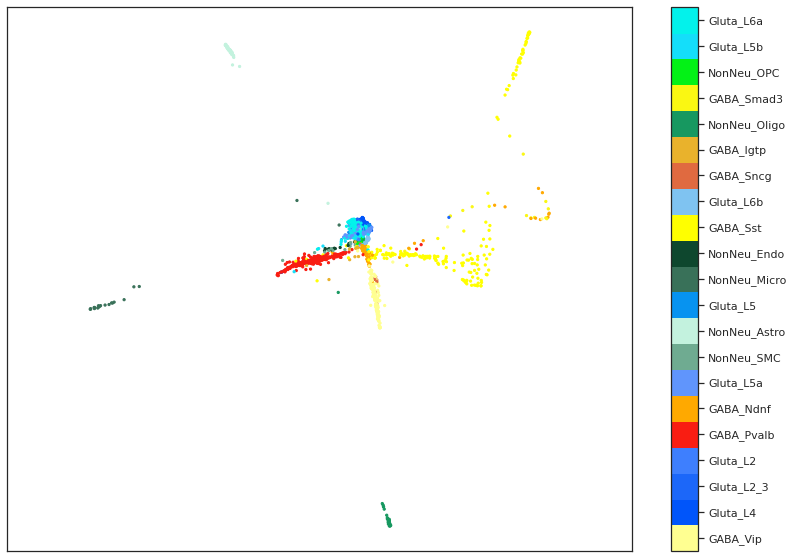 Gluta_L6a
Gluta_L5b
NonNeu_OPC
GABA_Smad3
NonNeu_Oligo
GABA_Igtp
GABA_Sncg
Gluta_L6b
GABA_Sst
NonNeu_Endo
NonNeu_Micro
Gluta_L5
NonNeu_Astro
NonNeu_SMC
Gluta_L5a
GABA_Ndnf
GABA_Pvalb
Gluta_L2
Gluta_L2_3
Gluta_L4
GABA_Vip